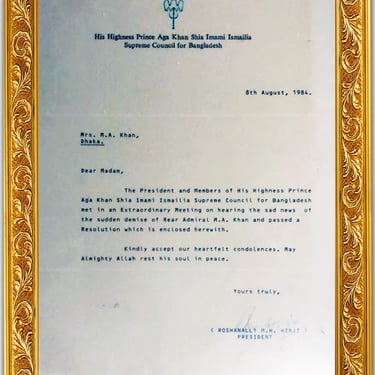 His Highness Prince Aga Khan Shia Imami Ismailia
Supreme Council for Bangladesh
8th August, 1984.
Mrs. M.A. Khan,
Dhaka.
Dear Madam,
The President and Members of His Highness Prince
Aga Khan Shia Imami Ismailia Supreme Council for Bangladesh
met in an Extraordinary Meeting on hearing the sad news of
the sudden demise of Rear Admiral M.A. Khan and passed a
Resolution which is enclosed herewith.
Kindly accept our heartfelt condolences. May
Almighty Allah rest his soul in peace.
Yours truly,
( ROSHANALLY M.H. HIRJI )
PRESIDENT